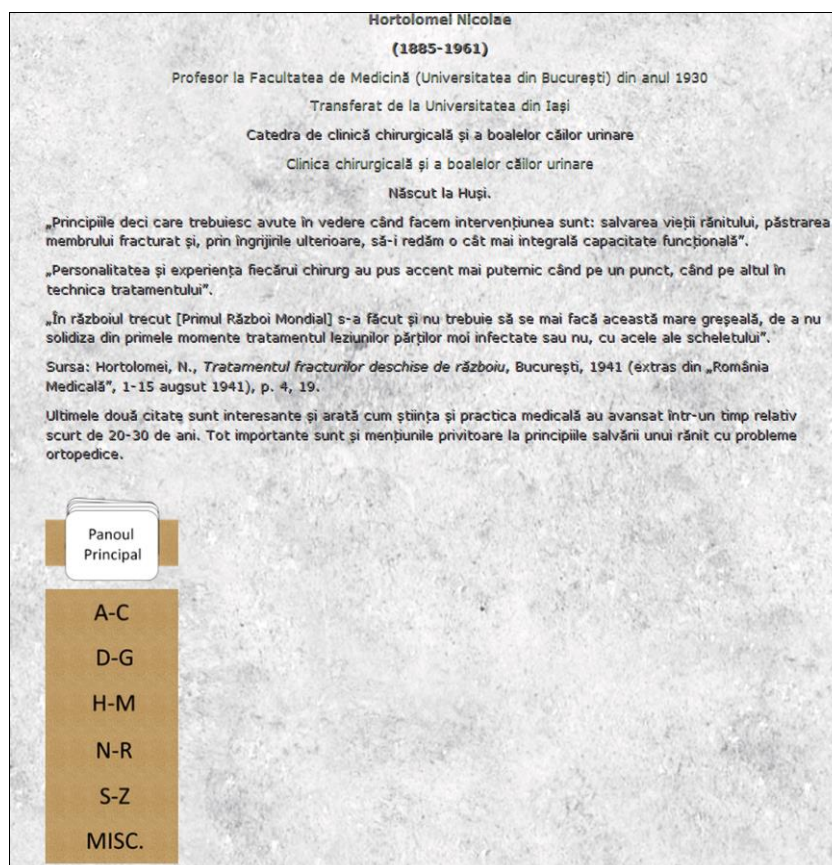 Hortolomei Nicolae
(1885-1961)
Profesor la Facultatea de Medicină (Universitatea din București) din anul 1930
Transferat de la Universitatea din Iași
Catedra de clinică chirurgicală și a boalelor căilor urinare
Clinica chirurgicală și a boalelor căilor urinare
Născut la Huși.
„Principiile deci care trebuiesc avute în vedere când facem intervențiunea sunt: salvarea vieții rănitului, păstrarea
membrului fracturat și, prin îngrijirile ulterioare, să-i redăm o cât mai integrală capacitate funcțională”.
„Personalitatea și experiența fiecărui chirurg au pus accent mai puternic când pe un punct, când pe altul în
technica tratamentului”.
„În războiul trecut [Primul Război Mondial] s-a făcut și nu trebuie să se mai facă această mare greșeală, de a nu
solidiza din primele momente tratamentul leziunilor părților moi infectate sau nu, cu acele ale scheletului”.
Sursa: Hortolomei, N., Tratamentul fracturilor deschise de războiu, București, 1941 (extras din „România
Medicală”, 1-15 augsut 1941), p. 4, 19.
Ultimele două citate sunt interesante și arată cum știința și practica medicală au avansat într-un timp relativ
scurt de 20-30 de ani. Tot importante sunt și mențiunile privitoare la principiile salvării unui rănit cu probleme
ortopedice.
Panoul
Principal
A-C
D-G
H-M
N-R
S-Z
MISC.